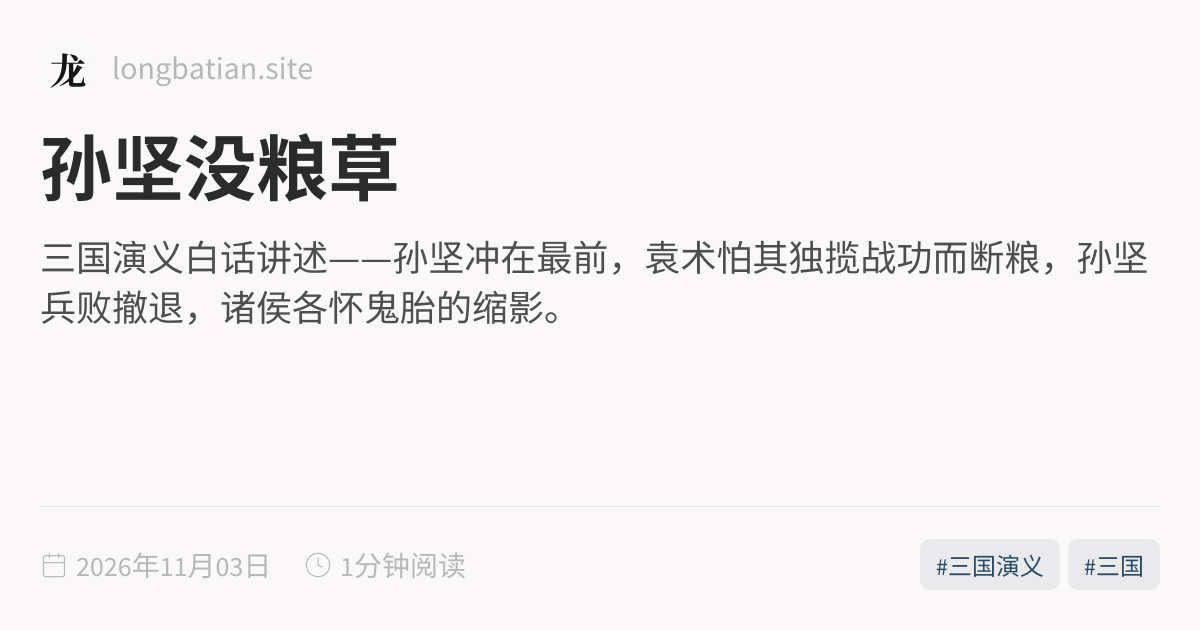 龙 longbatian.site
孙坚没粮草
三国演义白话讲述——孙坚冲在最前，袁术怕其独揽战功而断粮，孙坚
兵败撤退，诸侯各怀鬼胎的缩影。
2026年11月03日 1分钟阅读 #三国演义 #三国